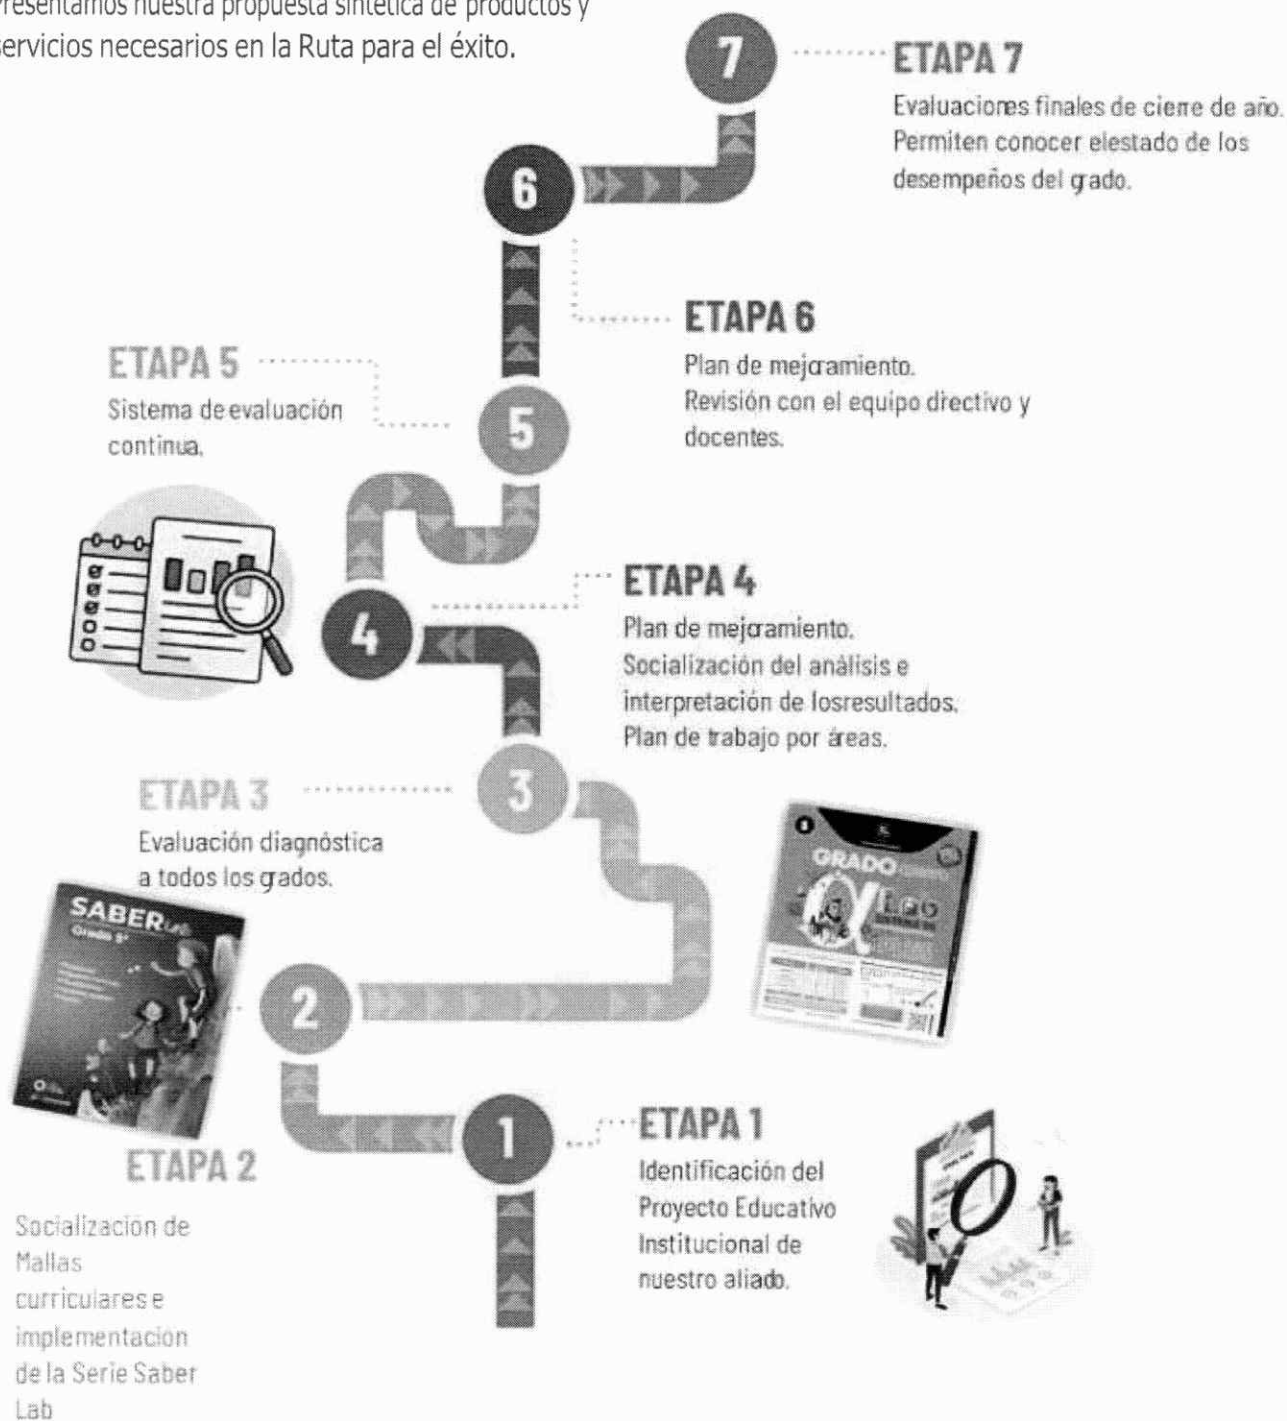 Presentamos nuestra propuesta sintética de productos y
servicios necesarios en la Ruta para el éxito.
7
ETAPA 7
Evaluaciones finales de cierre de año.
Permiten conocer elestado de los
desempeños del grado.
6
ETAPA 6
Plan de mejoramiento.
Revisión con el equipo directivo y
docentes.
ETAPA 5
Sistema de evaluación
continua.
5
ETAPA 4
Plan de mejoramiento.
Socialización del análisis e
interpretación de losresultados.
Plan de trabajo por áreas.
4
3
ETAPA 3
Evaluación diagnóstica
a todos los grados.
GRADO
SABER Lab
Grado 5°
2
1
ETAPA 1
Identificación del
Proyecto Educativo
Institucional de
nuestro aliado.
ETAPA 2
Socialización de
Mallas
curriculares e
implementación
de la Serie Saber
Lab